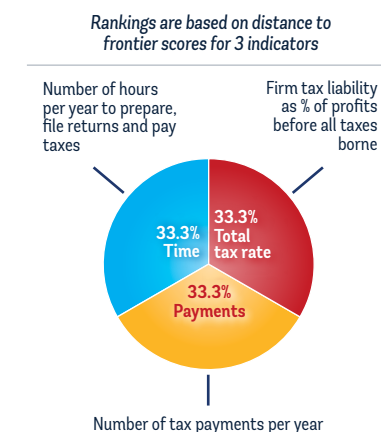 Rankings are based on distance to
frontier scores for 3 indicators
Number of hours
per year to prepare,
file returns and pay
taxes
Firm tax liability
as % of profits
before all taxes
borne
33.3%
Time
33.3%
Total
tax rate
33.3%
Payments
Number of tax payments per year